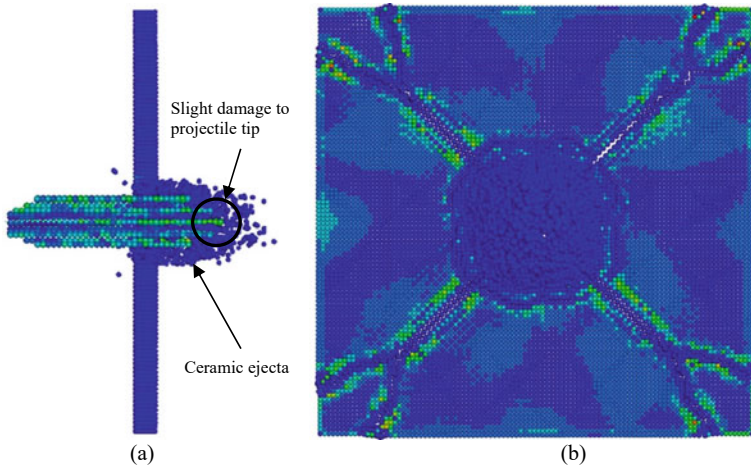 Slight damage to
projectile tip
Ceramic ejecta
(a)
(b)